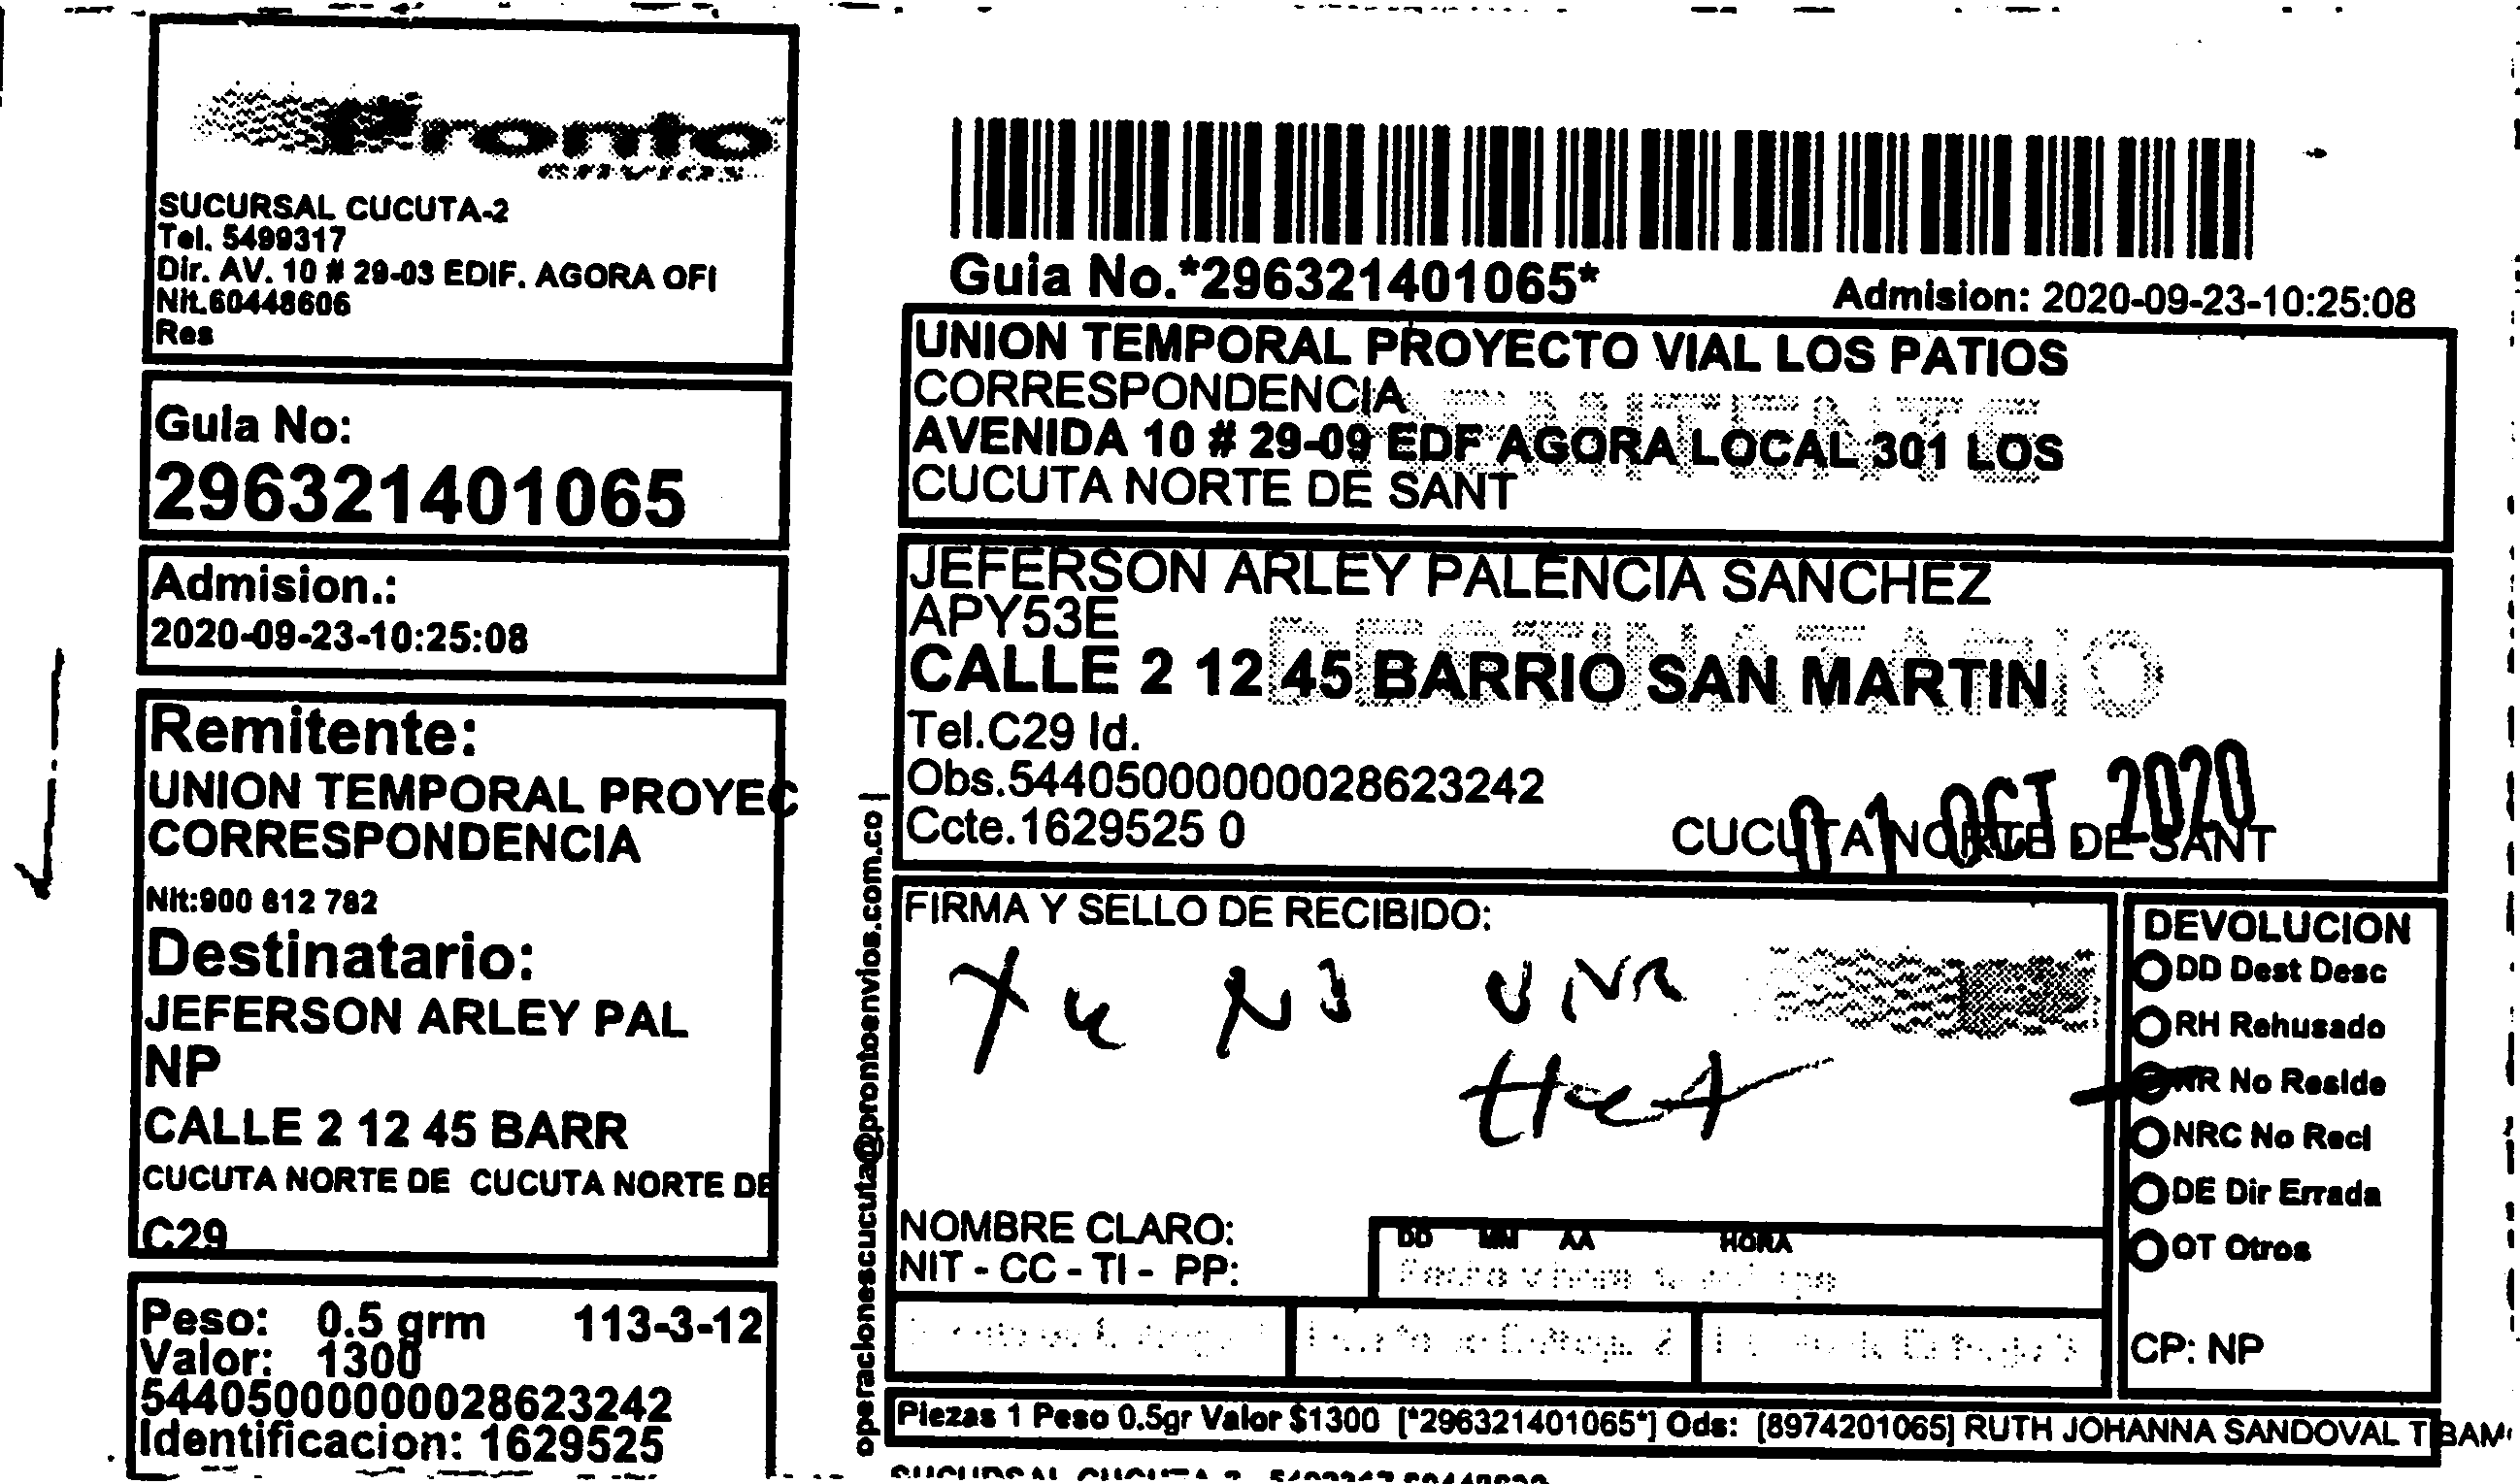 Pronto
envios
SUCURSAL CUCUTA-2
Tel. 5499317
Dir. AV. 10 # 29-03 EDIF. AGORA OFI
Nit.60448606
Res
Guia No:
296321401065
Admision.:
2020-09-23-10:25:08
Remitente:
UNION TEMPORAL PROYEC
CORRESPONDENCIA
Nit:900 812 782
Destinatario:
JEFERSON ARLEY PAL
NP
CALLE 2 12 45 BARR
CUCUTA NORTE DE CUCUTA NORTE DE
C29
Peso: 0.5 grm 113-3-12
Valor: 1300
544050000000028623242
Identificacion: 1629525
operacionescucuta@prontoenvios.com.co
Guia No.*296321401065*
Admision: 2020-09-23-10:25:08
UNION TEMPORAL PROYECTO VIAL LOS PATIOS
CORRESPONDENCIA
REMITENTE
AVENIDA 10 # 29-09 EDF AGORA LOCAL 301 LOS
CUCUTA NORTE DE SANT
JEFERSON ARLEY PALENCIA SANCHEZ
APY53E
DESTINATARIO
CALLE 2 12 45 BARRIO SAN MARTIN
Tel.C29 Id.
Obs.544050000000028623242
Ccte.1629525 0
CUCUTA NORTE DE SANT
01 OCT 2020
FIRMA Y SELLO DE RECIBIDO:
NOMBRE CLARO:
NIT - CC - TI - PP:
DD MM AA HORA
DEVOLUCION
DD Dest Desc
RH Rehusado
NR No Reside
NRC No Recl
DE Dir Errada
OT Otros
CP: NP
Piezas 1 Peso 0.5gr Valor $1300 [*296321401065*] Ods: [8974201065] RUTH JOHANNA SANDOVAL TIBAM